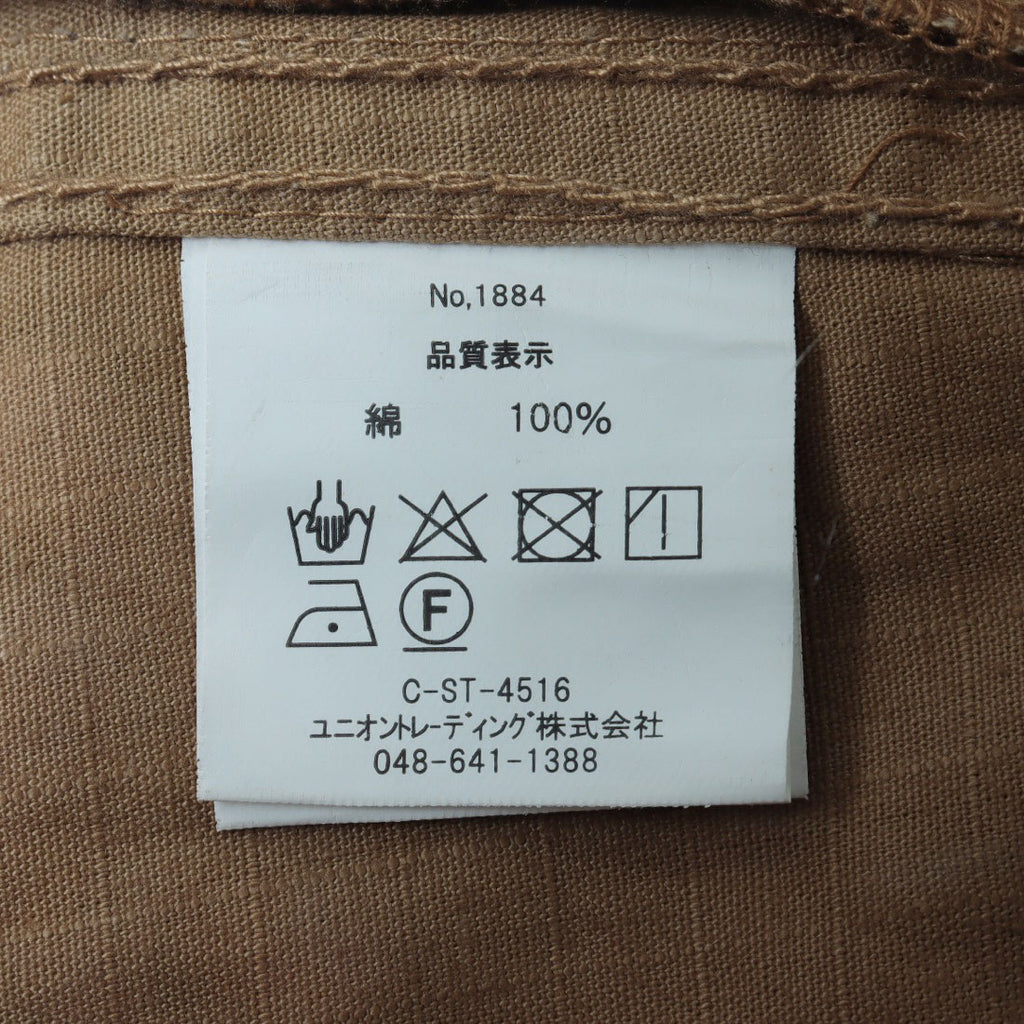 No,1884
品質表示
綿 100%
F
C-ST-4516
ユニオントレーディング株式会社
048-641-1388